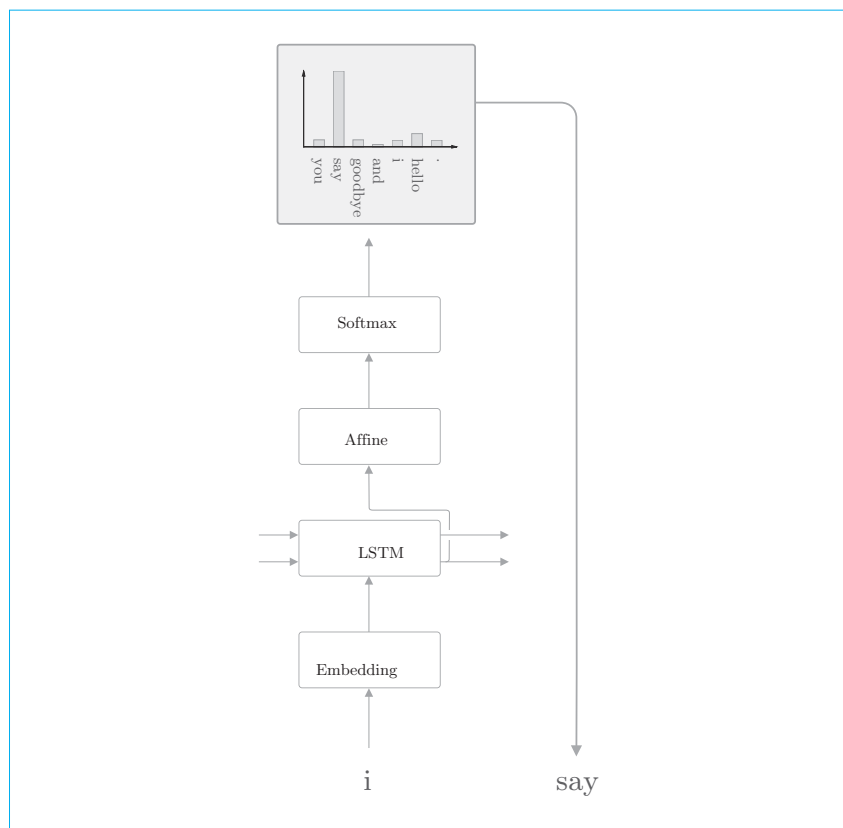 you
say
goodbye
and
i
hello
.
Softmax
Affine
LSTM
Embedding
i
say